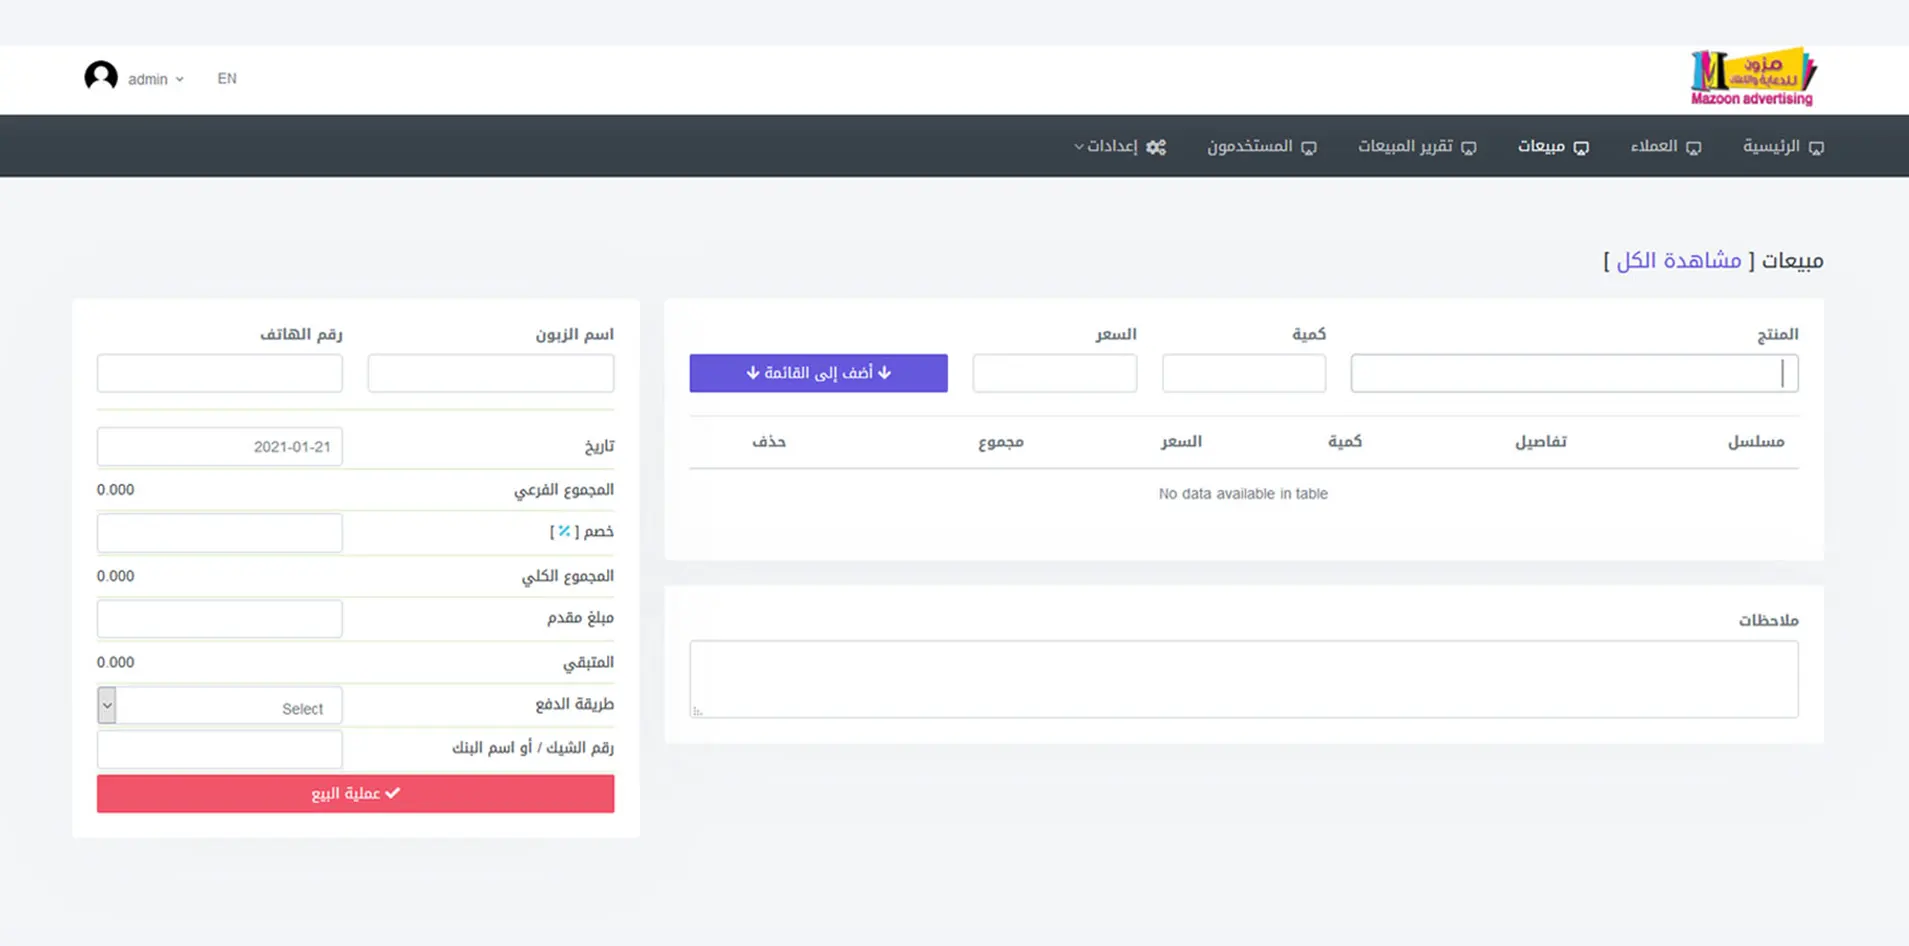 مزون
للدعاية والاعلان
Mazoon advertising
admin
EN
الرئيسية
العملاء
مبيعات
تقرير المبيعات
المستخدمون
إعدادات
مبيعات [ مشاهدة الكل ]
المنتج
كمية
السعر
أضف إلى القائمة
مسلسل تفاصيل كمية السعر مجموع حذف
No data available in table
ملاحظات
اسم الزبون
رقم الهاتف
تاريخ 2021-01-21
المجموع الفرعي 0.000
خصم [ ٪ ]
المجموع الكلي 0.000
مبلغ مقدم
المتبقي 0.000
طريقة الدفع Select
رقم الشيك / أو اسم البنك
عملية البيع